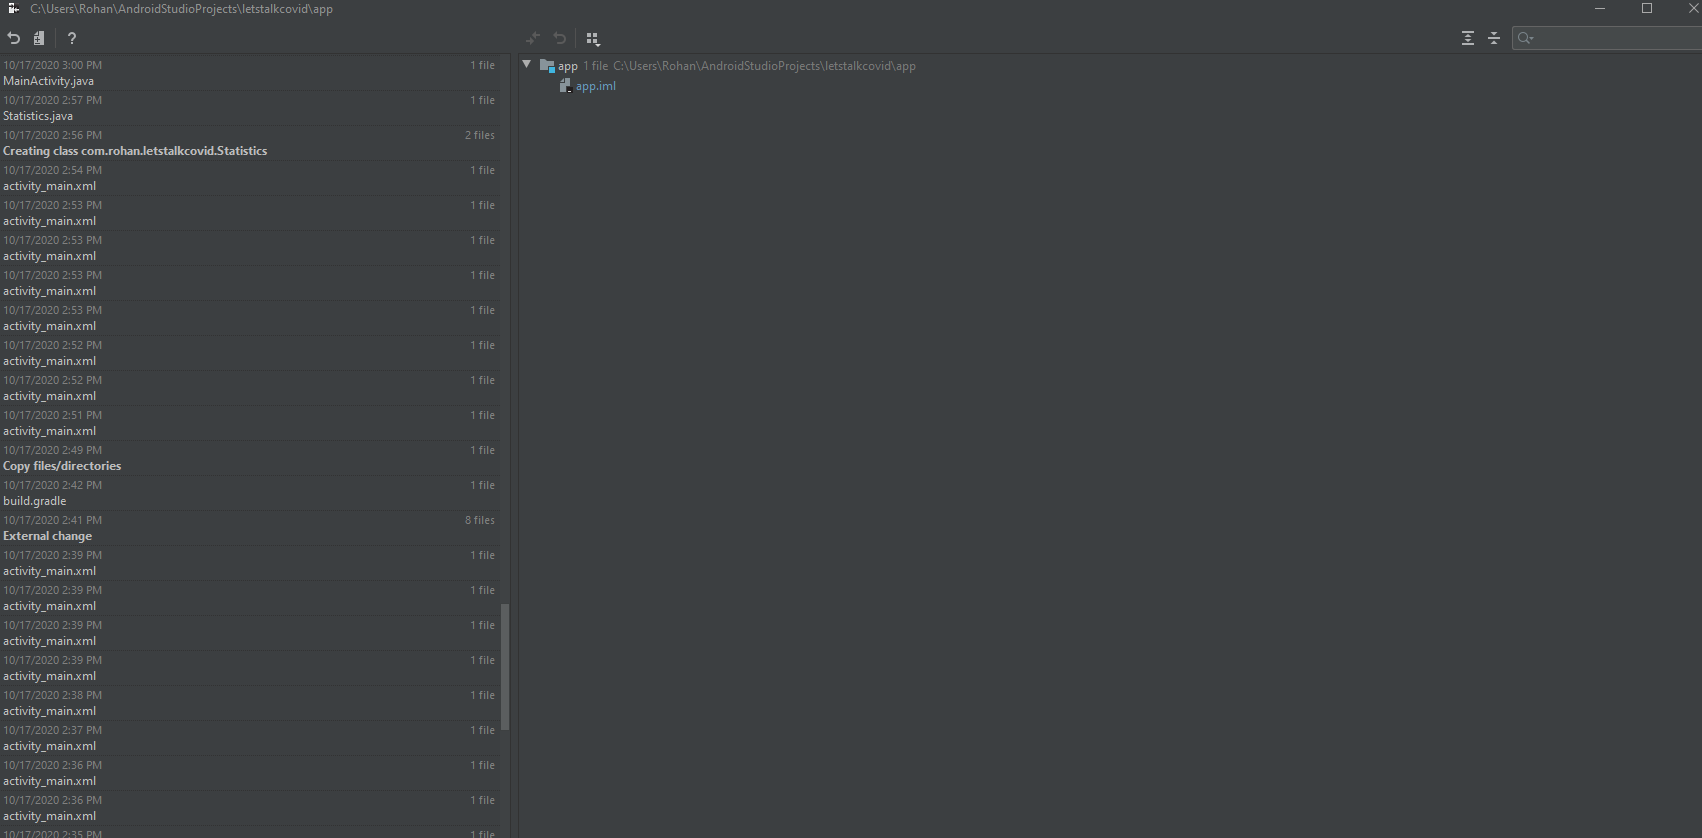 C:\Users\Rohan\AndroidStudioProjects\letstalkcovid\app
10/17/2020 3:00 PM 1 file
MainActivity.java
10/17/2020 2:57 PM 1 file
Statistics.java
10/17/2020 2:56 PM 2 files
Creating class com.rohan.letstalkcovid.Statistics
10/17/2020 2:54 PM 1 file
activity_main.xml
10/17/2020 2:53 PM 1 file
activity_main.xml
10/17/2020 2:53 PM 1 file
activity_main.xml
10/17/2020 2:53 PM 1 file
activity_main.xml
10/17/2020 2:53 PM 1 file
activity_main.xml
10/17/2020 2:52 PM 1 file
activity_main.xml
10/17/2020 2:52 PM 1 file
activity_main.xml
10/17/2020 2:51 PM 1 file
activity_main.xml
10/17/2020 2:49 PM 1 file
Copy files/directories
10/17/2020 2:42 PM 1 file
build.gradle
10/17/2020 2:41 PM 8 files
External change
10/17/2020 2:39 PM 1 file
activity_main.xml
10/17/2020 2:39 PM 1 file
activity_main.xml
10/17/2020 2:39 PM 1 file
activity_main.xml
10/17/2020 2:39 PM 1 file
activity_main.xml
10/17/2020 2:38 PM 1 file
activity_main.xml
10/17/2020 2:37 PM 1 file
activity_main.xml
10/17/2020 2:36 PM 1 file
activity_main.xml
10/17/2020 2:36 PM 1 file
activity_main.xml
10/17/2020 2:35 PM 1 file
app 1 file C:\Users\Rohan\AndroidStudioProjects\letstalkcovid\app
app.iml